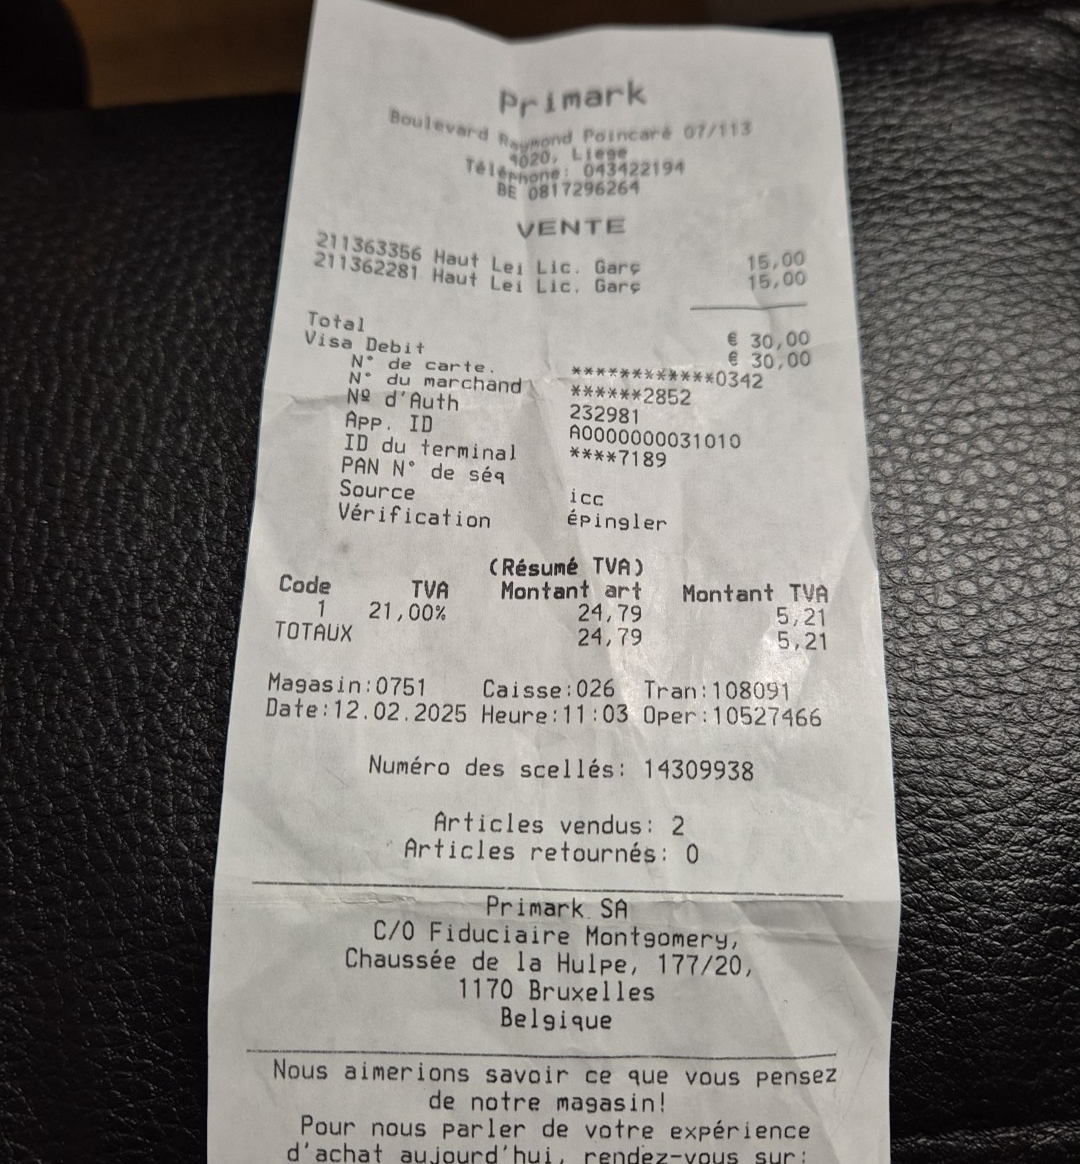 Primark
Boulevard Raymond Poincaré 07/113
4020, Liege
Téléphone: 043422194
BE 0817296264
VENTE
211363356 Haut Lei Lic. Garç 15,00
211362281 Haut Lei Lic. Garç 15,00
Total € 30,00
Visa Debit € 30,00
N° de carte. ************0342
N° du marchand ******2852
Nº d'Auth 232981
App. ID A0000000031010
ID du terminal ****7189
PAN N° de séq
Source icc
Vérification épingler
(Résumé TVA)
Code TVA Montant art Montant TVA
1 21,00% 24,79 5,21
TOTAUX 24,79 5,21
Magasin:0751 Caisse:026 Tran:108091
Date:12.02.2025 Heure:11:03 Oper:10527466
Numéro des scellés: 14309938
Articles vendus: 2
Articles retournés: 0
Primark SA
C/O Fiduciaire Montgomery,
Chaussée de la Hulpe, 177/20,
1170 Bruxelles
Belgique
Nous aimerions savoir ce que vous pensez
de notre magasin!
Pour nous parler de votre expérience
d'achat aujourd'hui, rendez-vous sur: